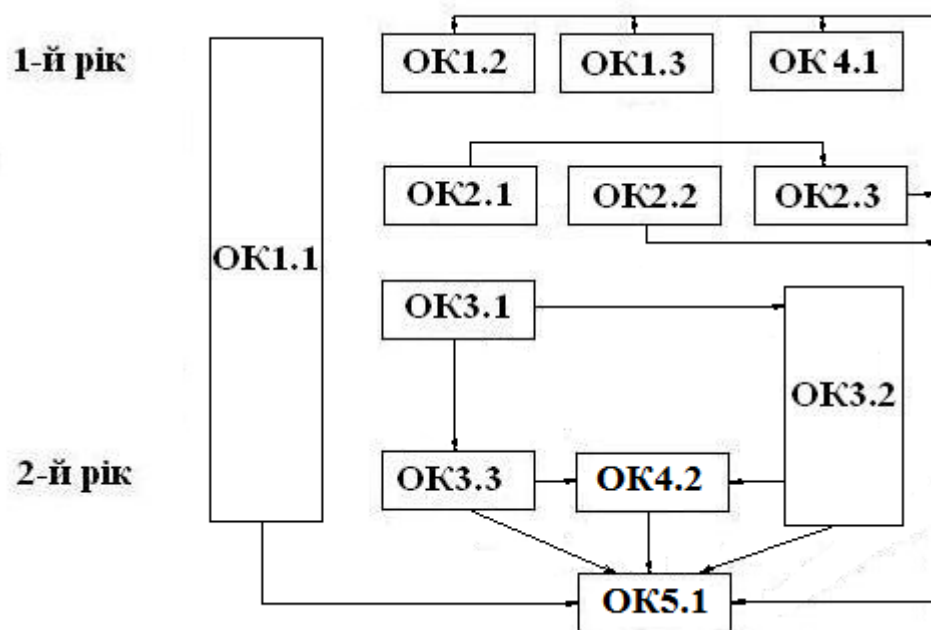 1-й рік
ОК1.2
ОК1.3
ОК 4.1
ОК2.1
ОК2.2
ОК2.3
ОК1.1
ОК3.1
ОК3.2
2-й рік
ОК3.3
ОК4.2
ОК5.1